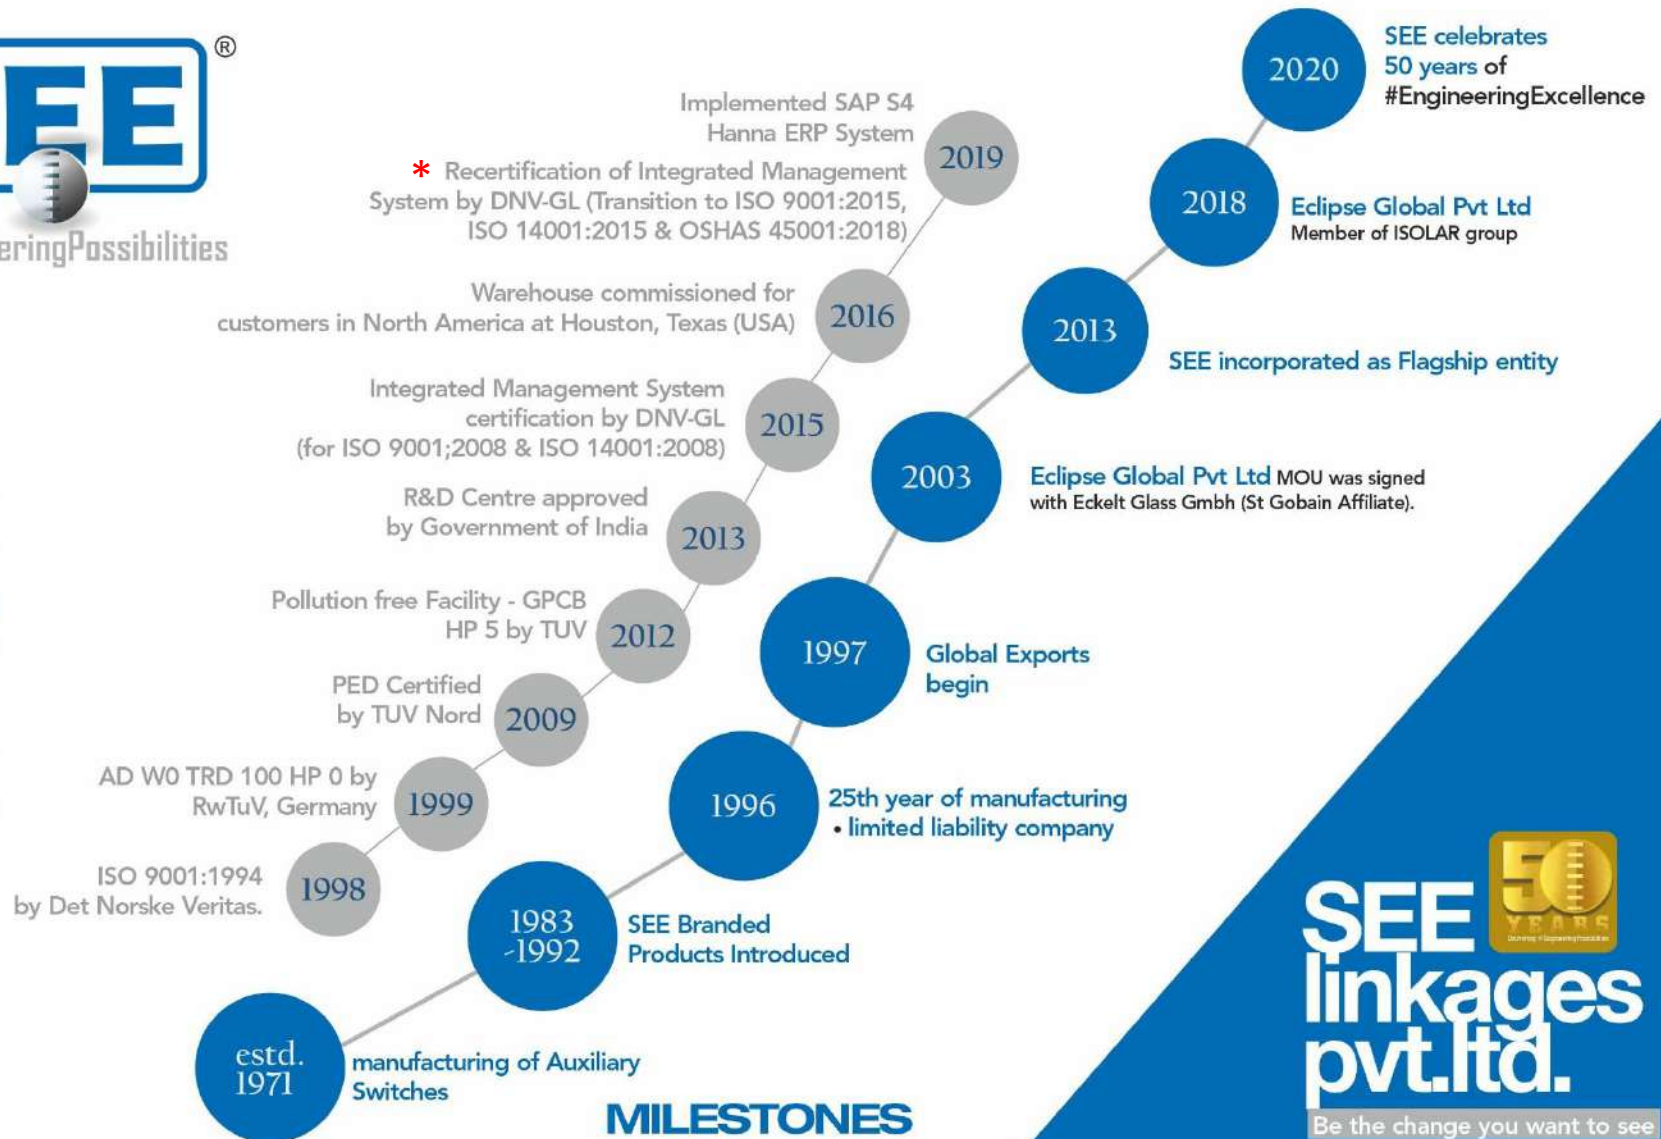 EE ®
eringPossibilities
2020
SEE celebrates
50 years of
#EngineeringExcellence
Implemented SAP S4
Hanna ERP System
2019
* Recertification of Integrated Management
System by DNV-GL (Transition to ISO 9001:2015,
ISO 14001:2015 & OSHAS 45001:2018)
2018
Eclipse Global Pvt Ltd
Member of ISOLAR group
Warehouse commissioned for
customers in North America at Houston, Texas (USA)
2016
2013
SEE incorporated as Flagship entity
Integrated Management System
certification by DNV-GL
(for ISO 9001;2008 & ISO 14001:2008)
2015
2003
Eclipse Global Pvt Ltd MOU was signed
with Eckelt Glass Gmbh (St Gobain Affiliate).
R&D Centre approved
by Government of India
2013
Pollution free Facility - GPCB
HP 5 by TUV
2012
1997
Global Exports
begin
PED Certified
by TUV Nord
2009
AD W0 TRD 100 HP 0 by
RwTuV, Germany
1999
1996
25th year of manufacturing
• limited liability company
ISO 9001:1994
by Det Norske Veritas.
1998
1983
-1992
SEE Branded
Products Introduced
estd.
1971
manufacturing of Auxiliary
Switches
MILESTONES
50
YEARS
SEE
linkages
pvt.ltd.
Be the change you want to see